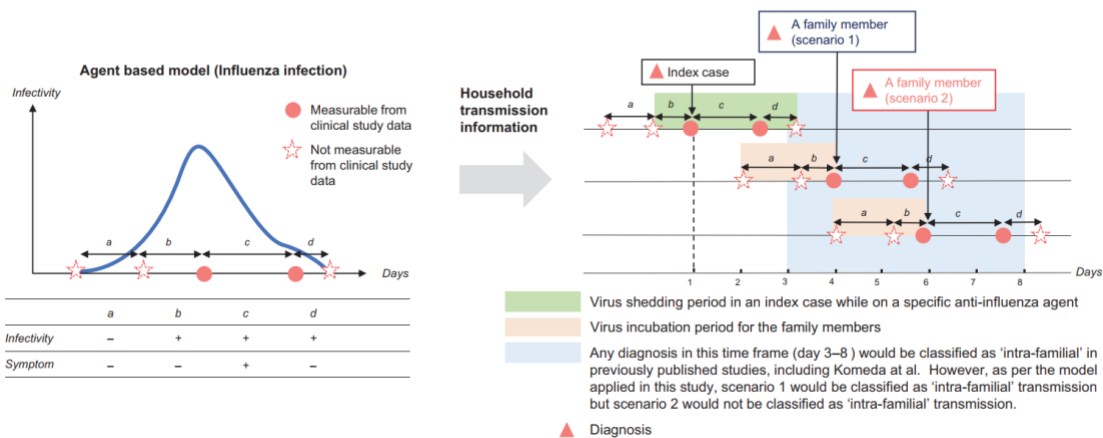 Agent based model (Influenza infection)
Infectivity
Measurable from
clinical study data
Not measurable
from clinical study
data
a
b
c
d
Days
a b c d
Infectivity – + + +
Symptom – – + –
Household
transmission
information
A family member
(scenario 1)
Index case
A family member
(scenario 2)
a b c d
a b c d
a b c d
1 2 3 4 5 6 7 8
Days
Virus shedding period in an index case while on a specific anti-influenza agent
Virus incubation period for the family members
Any diagnosis in this time frame (day 3–8 ) would be classified as ‘intra-familial’ in
previously published studies, including Komeda at al. However, as per the model
applied in this study, scenario 1 would be classified as ‘intra-familial’ transmission
but scenario 2 would not be classified as ‘intra-familial’ transmission.
Diagnosis